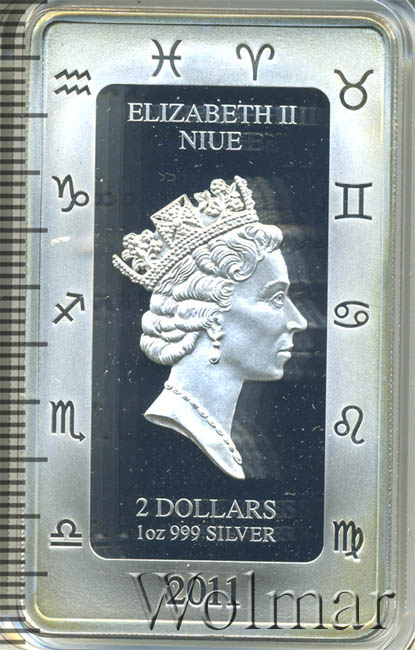 ELIZABETH II
NIUE
2 DOLLARS
1oz 999 SILVER
2011
Wolmar